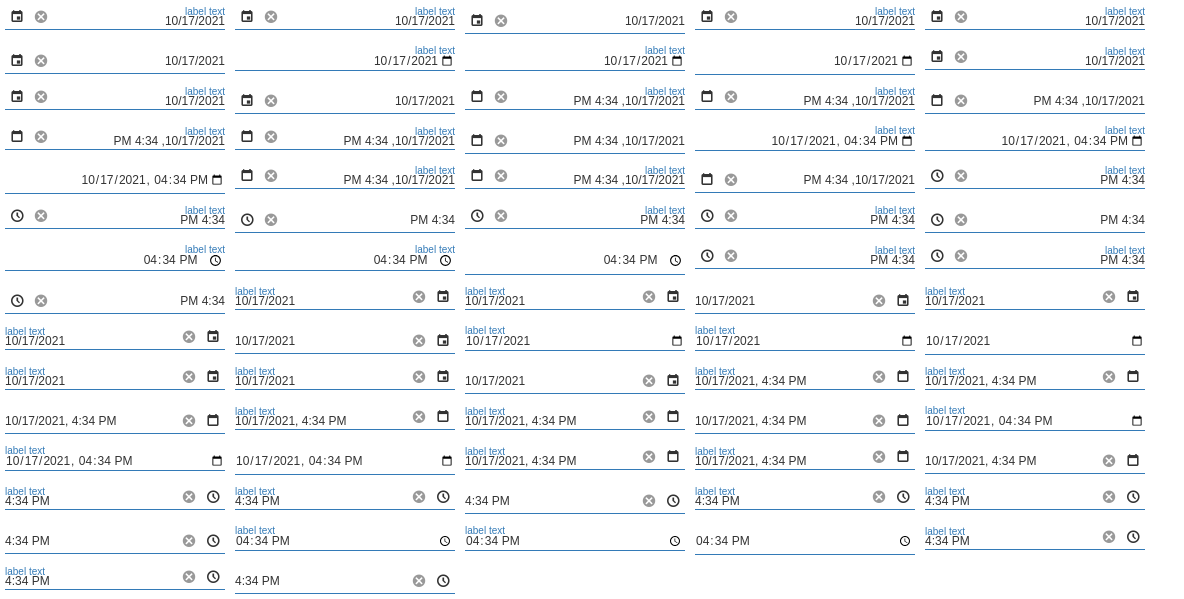 label text
10/17/2021
label text
10/17/2021
10/17/2021
label text
10/17/2021
label text
10/17/2021
10/17/2021
label text
10/17/2021
label text
10/17/2021
10/17/2021
label text
10/17/2021
label text
10/17/2021
10/17/2021
label text
PM 4:34 ,10/17/2021
label text
PM 4:34 ,10/17/2021
PM 4:34 ,10/17/2021
label text
PM 4:34 ,10/17/2021
label text
PM 4:34 ,10/17/2021
PM 4:34 ,10/17/2021
label text
10/17/2021, 04:34 PM
label text
10/17/2021, 04:34 PM
10/17/2021, 04:34 PM
label text
PM 4:34 ,10/17/2021
label text
PM 4:34 ,10/17/2021
PM 4:34 ,10/17/2021
label text
PM 4:34
label text
PM 4:34
PM 4:34
label text
PM 4:34
label text
PM 4:34
PM 4:34
label text
04:34 PM
label text
04:34 PM
04:34 PM
label text
PM 4:34
label text
PM 4:34
PM 4:34
label text
10/17/2021
label text
10/17/2021
10/17/2021
label text
10/17/2021
label text
10/17/2021
10/17/2021
label text
10/17/2021
label text
10/17/2021
10/17/2021
label text
10/17/2021
label text
10/17/2021
10/17/2021
label text
10/17/2021, 4:34 PM
label text
10/17/2021, 4:34 PM
10/17/2021, 4:34 PM
label text
10/17/2021, 4:34 PM
label text
10/17/2021, 4:34 PM
10/17/2021, 4:34 PM
label text
10/17/2021, 04:34 PM
label text
10/17/2021, 04:34 PM
10/17/2021, 04:34 PM
label text
10/17/2021, 4:34 PM
label text
10/17/2021, 4:34 PM
10/17/2021, 4:34 PM
label text
4:34 PM
label text
4:34 PM
4:34 PM
label text
4:34 PM
label text
4:34 PM
4:34 PM
label text
04:34 PM
label text
04:34 PM
04:34 PM
label text
4:34 PM
label text
4:34 PM
4:34 PM